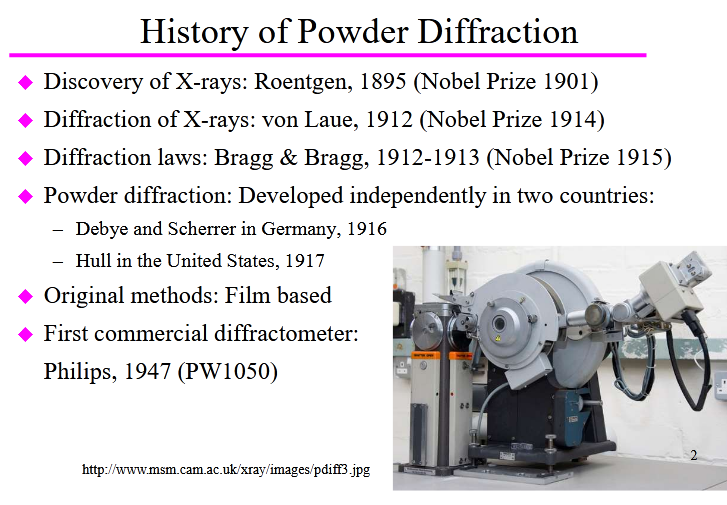 History of Powder Diffraction
◆ Discovery of X-rays: Roentgen, 1895 (Nobel Prize 1901)
◆ Diffraction of X-rays: von Laue, 1912 (Nobel Prize 1914)
◆ Diffraction laws: Bragg & Bragg, 1912-1913 (Nobel Prize 1915)
◆ Powder diffraction: Developed independently in two countries:
– Debye and Scherrer in Germany, 1916
– Hull in the United States, 1917
◆ Original methods: Film based
◆ First commercial diffractometer:
Philips, 1947 (PW1050)
http://www.msm.cam.ac.uk/xray/images/pdiff3.jpg
2